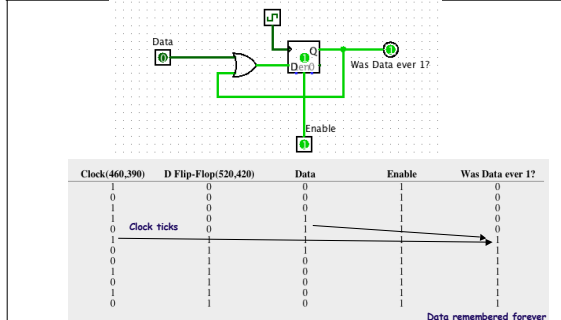 Data
0
Q
1
D en 0
1
Was Data ever 1?
Enable
1
Clock(460,390) D Flip-Flop(520,420) Data Enable Was Data ever 1?
1 0 0 1 0
0 0 0 1 0
1 0 0 1 0
1 0 1 1 0
0 Clock ticks 0 1 1 0
1 1 1 1 1
0 1 0 1 1
0 1 0 1 1
1 1 0 1 1
0 1 0 1 1
1 1 0 1 1
0 1 0 1 1
Data remembered forever